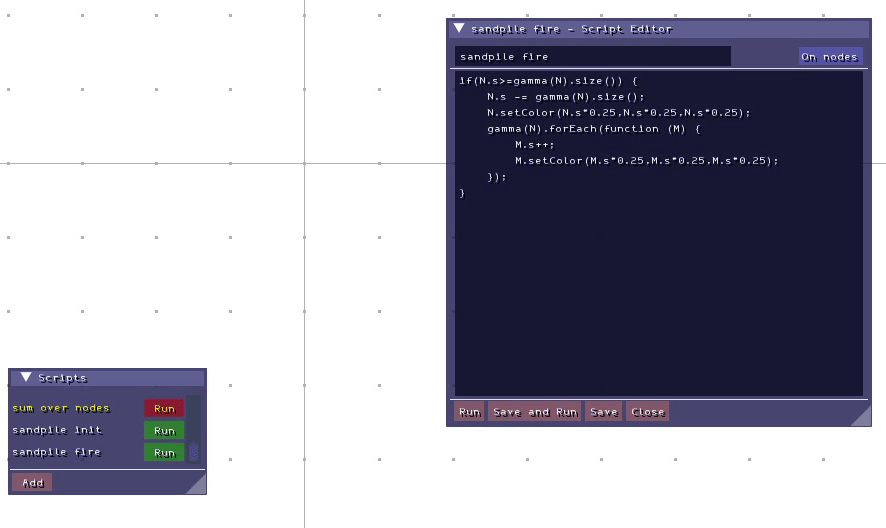 sandpile fire - Script Editor
sandpile fire
On nodes
if(N.s>=gamma(N).size()) {
    N.s -= gamma(N).size();
    N.setColor(N.s*0.25,N.s*0.25,N.s*0.25);
    gamma(N).forEach(function (M) {
        M.s++;
        M.setColor(M.s*0.25,M.s*0.25,M.s*0.25);
    });
}
Run Save and Run Save Close
Scripts
sum over nodes Run
sandpile init Run
sandpile fire Run
Add